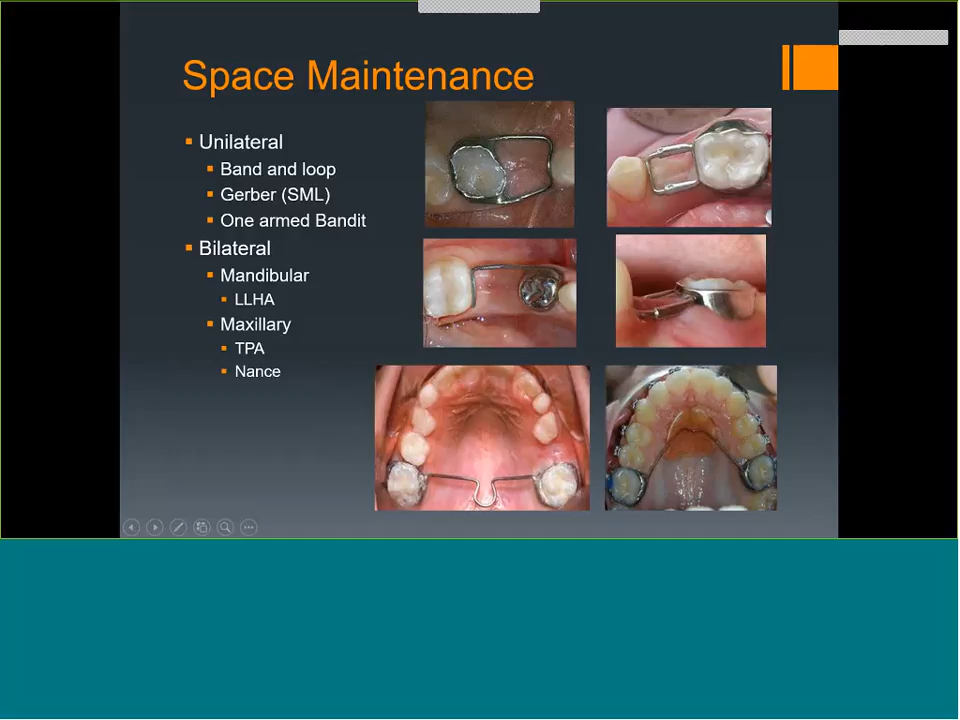 Space Maintenance
Unilateral
Band and loop
Gerber (SML)
One armed Bandit
Bilateral
Mandibular
LLHA
Maxillary
TPA
Nance